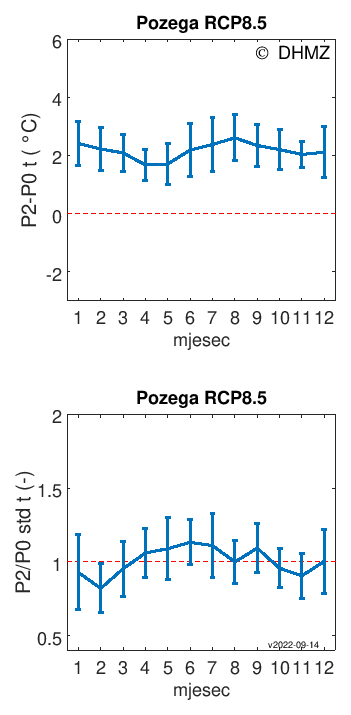 Pozega RCP8.5
© DHMZ
P2-P0 t ( °C)
6
4
2
0
-2
1 2 3 4 5 6 7 8 9 10 11 12
mjesec
Pozega RCP8.5
P2/P0 std t (-)
2
1.5
1
0.5
v2022-09-14
1 2 3 4 5 6 7 8 9 10 11 12
mjesec